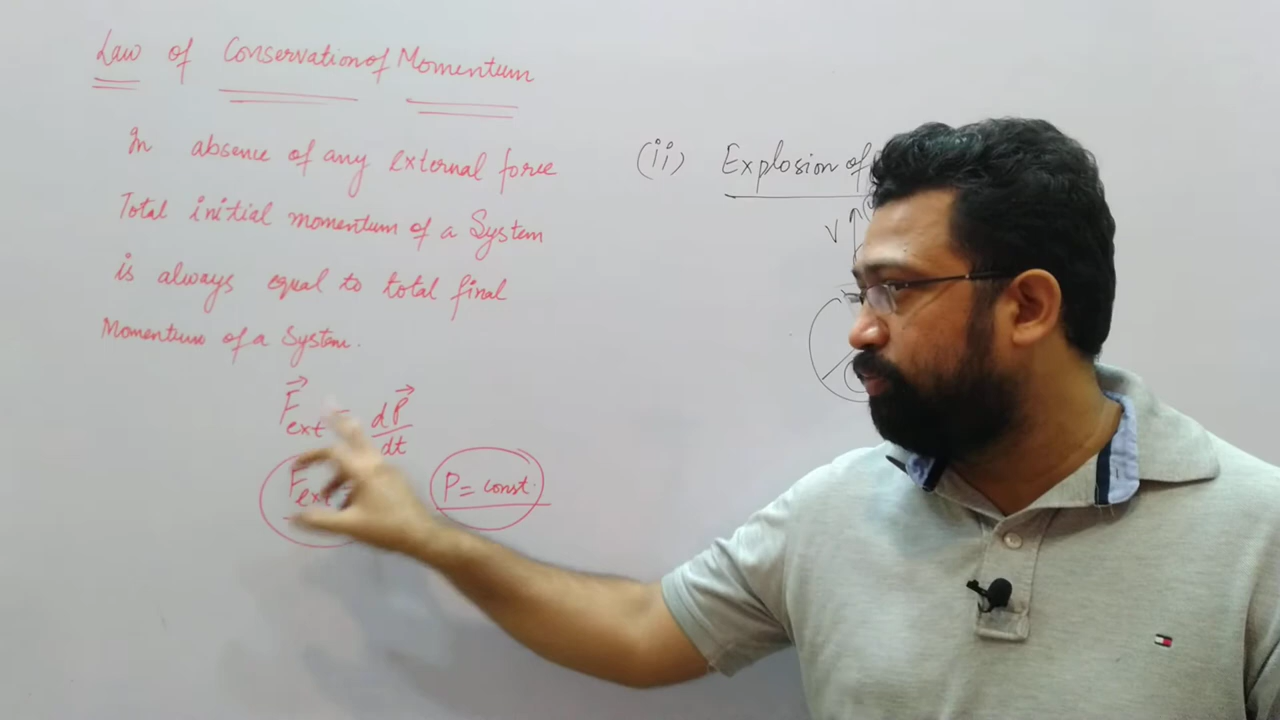 Law of Conservation of Momentum
In absence of any external force
Total initial momentum of a System
is always equal to total final
Momentum of a System.
F ext = dP/dt
F ext =
P = const.
(ii) Explosion of
V